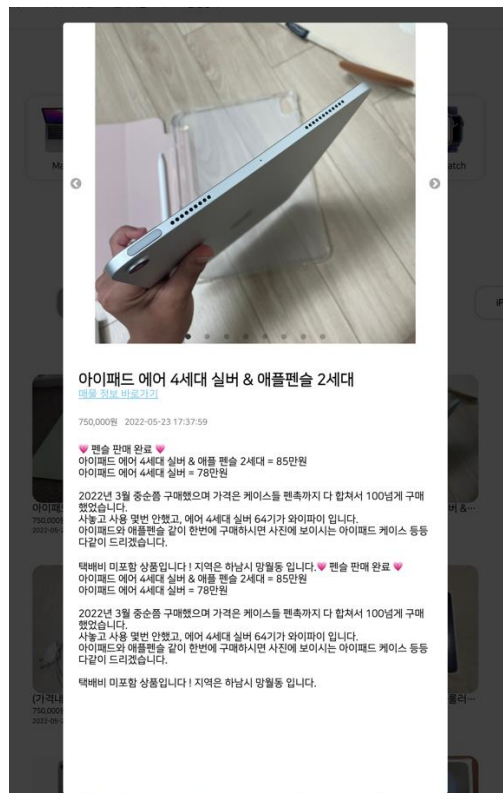 아이패드 에어 4세대 실버 & 애플펜슬 2세대
매물 정보 바로가기
750,000원 2022-05-23 17:37:59
💗 펜슬 판매 완료 💗
아이패드 에어 4세대 실버 & 애플 펜슬 2세대 = 85만원
아이패드 에어 4세대 실버 = 78만원
2022년 3월 중순쯤 구매했으며 가격은 케이스들 펜촉까지 다 합쳐서 100넘게 구매
했었습니다.
사놓고 사용 몇번 안했고, 에어 4세대 실버 64기가 와이파이 입니다.
아이패드와 애플펜슬 같이 한번에 구매하시면 사진에 보이시는 아이패드 케이스 등등
다같이 드리겠습니다.
택배비 미포함 상품입니다 ! 지역은 하남시 망월동 입니다.💗 펜슬 판매 완료 💗
아이패드 에어 4세대 실버 & 애플 펜슬 2세대 = 85만원
아이패드 에어 4세대 실버 = 78만원
2022년 3월 중순쯤 구매했으며 가격은 케이스들 펜촉까지 다 합쳐서 100넘게 구매
했었습니다.
사놓고 사용 몇번 안했고, 에어 4세대 실버 64기가 와이파이 입니다.
아이패드와 애플펜슬 같이 한번에 구매하시면 사진에 보이시는 아이패드 케이스 등등
다같이 드리겠습니다.
택배비 미포함 상품입니다 ! 지역은 하남시 망월동 입니다.